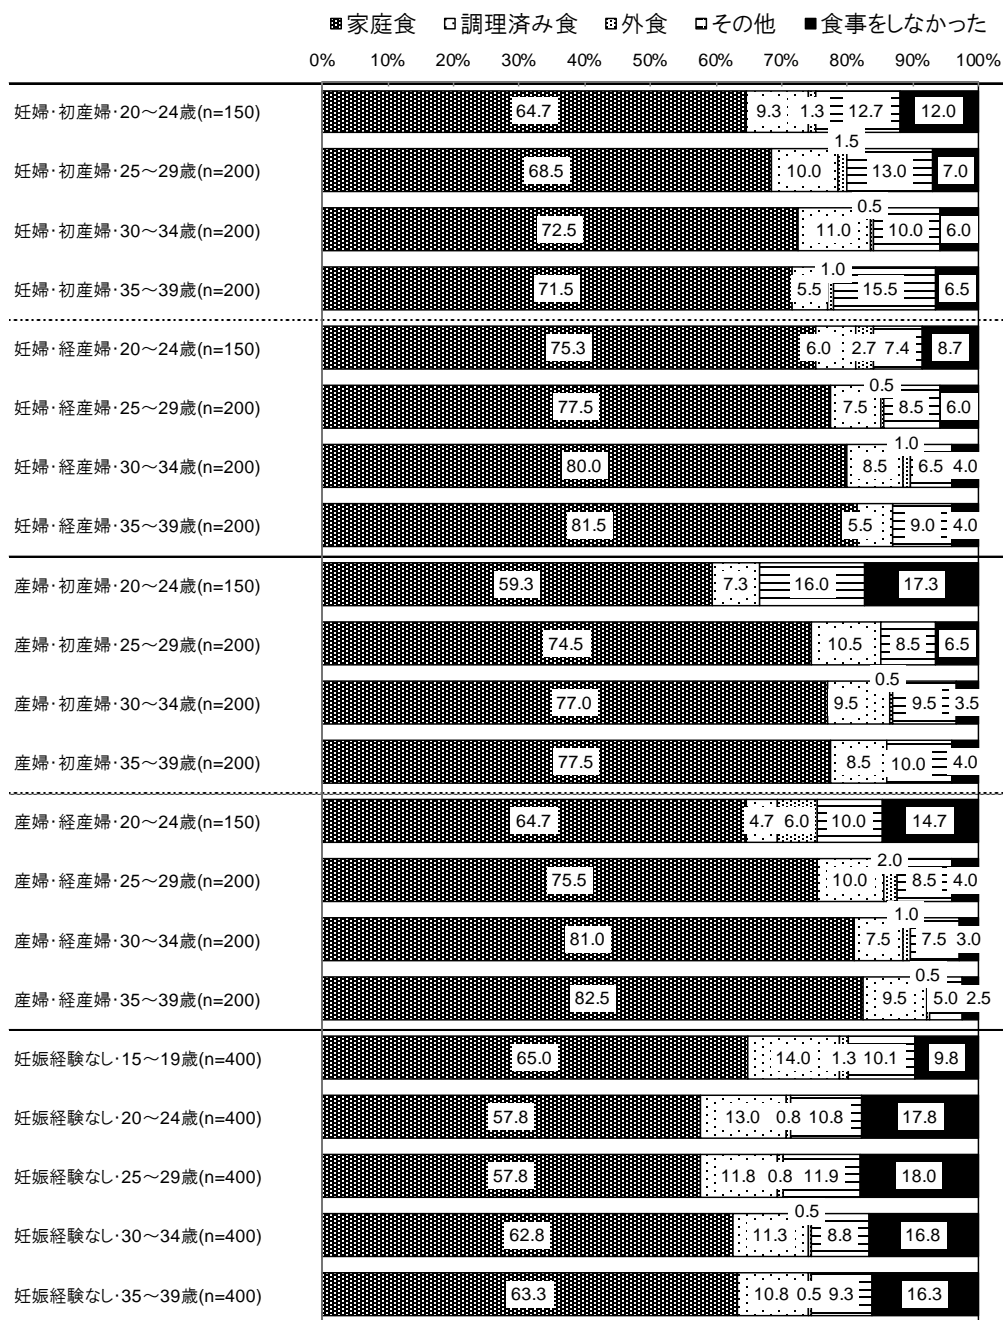 家庭食 調理済み食 外食 その他 食事をしなかった
0% 10% 20% 30% 40% 50% 60% 70% 80% 90% 100%
妊婦・初産婦・20～24歳(n=150) 64.7 9.3 1.3 12.7 12.0
妊婦・初産婦・25～29歳(n=200) 68.5 10.0 1.5 13.0 7.0
妊婦・初産婦・30～34歳(n=200) 72.5 11.0 0.5 10.0 6.0
妊婦・初産婦・35～39歳(n=200) 71.5 5.5 1.0 15.5 6.5
妊婦・経産婦・20～24歳(n=150) 75.3 6.0 2.7 7.4 8.7
妊婦・経産婦・25～29歳(n=200) 77.5 7.5 0.5 8.5 6.0
妊婦・経産婦・30～34歳(n=200) 80.0 8.5 1.0 6.5 4.0
妊婦・経産婦・35～39歳(n=200) 81.5 5.5 9.0 4.0
産婦・初産婦・20～24歳(n=150) 59.3 7.3 16.0 17.3
産婦・初産婦・25～29歳(n=200) 74.5 10.5 8.5 6.5
産婦・初産婦・30～34歳(n=200) 77.0 9.5 0.5 9.5 3.5
産婦・初産婦・35～39歳(n=200) 77.5 8.5 10.0 4.0
産婦・経産婦・20～24歳(n=150) 64.7 4.7 6.0 10.0 14.7
産婦・経産婦・25～29歳(n=200) 75.5 10.0 2.0 8.5 4.0
産婦・経産婦・30～34歳(n=200) 81.0 7.5 1.0 7.5 3.0
産婦・経産婦・35～39歳(n=200) 82.5 9.5 0.5 5.0 2.5
妊娠経験なし・15～19歳(n=400) 65.0 14.0 1.3 10.1 9.8
妊娠経験なし・20～24歳(n=400) 57.8 13.0 0.8 10.8 17.8
妊娠経験なし・25～29歳(n=400) 57.8 11.8 0.8 11.9 18.0
妊娠経験なし・30～34歳(n=400) 62.8 11.3 0.5 8.8 16.8
妊娠経験なし・35～39歳(n=400) 63.3 10.8 0.5 9.3 16.3